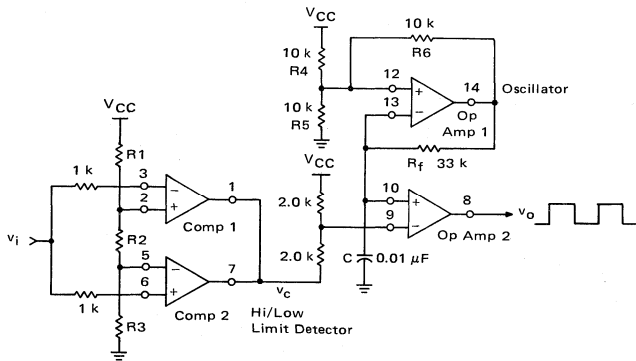 VCC
10 k
R6
10 k
R4
12
14
Oscillator
13
Op
Amp 1
10 k
R5
VCC
R1
1 k
3
1
2
Comp 1
VCC
Rf 33 k
2.0 k
10
8
vo
9
Op Amp 2
vi
R2
5
7
6
Comp 2
2.0 k
C 0.01 µF
vc
Hi/Low
Limit Detector
1 k
R3